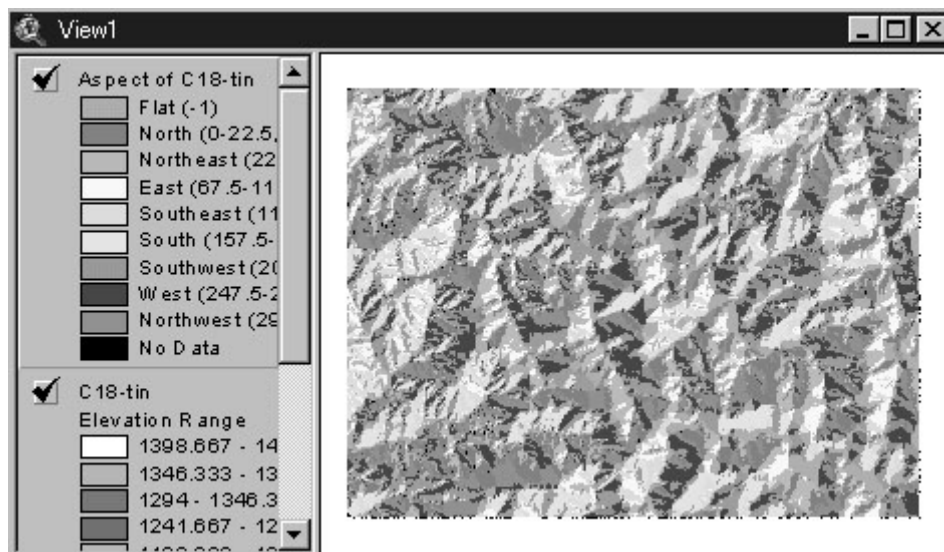 View1
Aspect of C18-tin
Flat (-1)
North (0-22.5,
Northeast (22
East (67.5-11
Southeast (11
South (157.5-
Southwest (20
West (247.5-2
Northwest (29
No Data
C18-tin
Elevation Range
1398.667 - 14
1346.333 - 13
1294 - 1346.3
1241.667 - 12